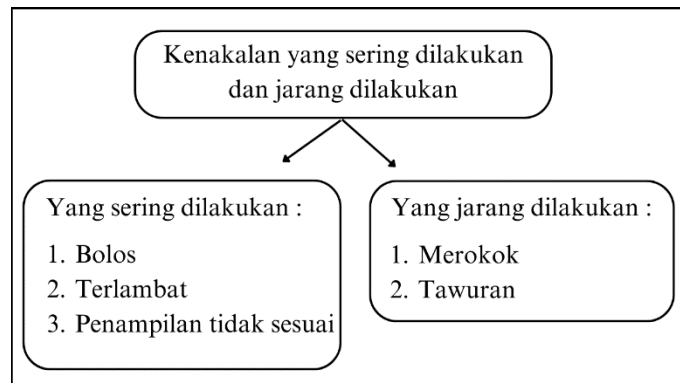 Kenakalan yang sering dilakukan
dan jarang dilakukan
Yang sering dilakukan :
1. Bolos
2. Terlambat
3. Penampilan tidak sesuai
Yang jarang dilakukan :
1. Merokok
2. Tawuran